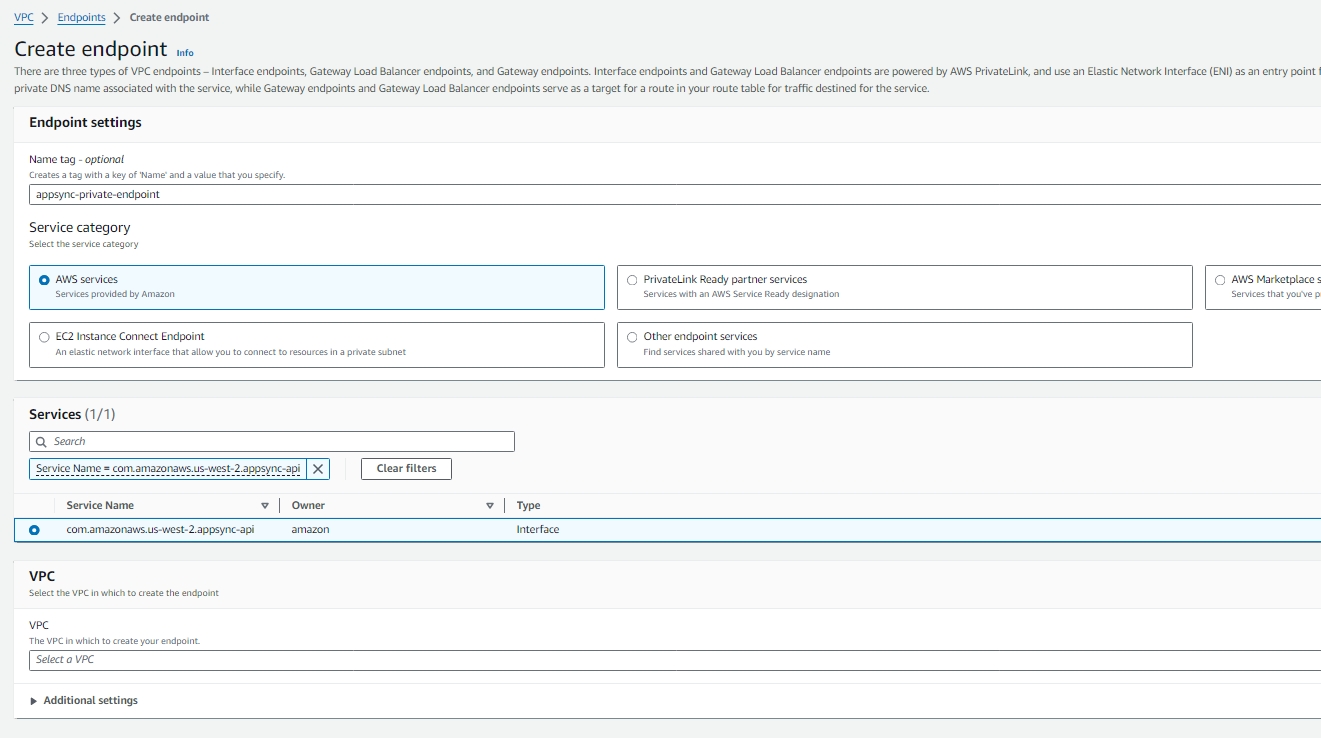 VPC > Endpoints > Create endpoint
Create endpoint Info
There are three types of VPC endpoints – Interface endpoints, Gateway Load Balancer endpoints, and Gateway endpoints. Interface endpoints and Gateway Load Balancer endpoints are powered by AWS PrivateLink, and use an Elastic Network Interface (ENI) as an entry point f
private DNS name associated with the service, while Gateway endpoints and Gateway Load Balancer endpoints serve as a target for a route in your route table for traffic destined for the service.
Endpoint settings
Name tag - optional
Creates a tag with a key of 'Name' and a value that you specify.
appsync-private-endpoint
Service category
Select the service category
AWS services
Services provided by Amazon
PrivateLink Ready partner services
Services with an AWS Service Ready designation
AWS Marketplace s
Services that you've p
EC2 Instance Connect Endpoint
An elastic network interface that allow you to connect to resources in a private subnet
Other endpoint services
Find services shared with you by service name
Services (1/1)
Search
Service Name = com.amazonaws.us-west-2.appsync-api
Clear filters
Service Name Owner Type
com.amazonaws.us-west-2.appsync-api amazon Interface
VPC
Select the VPC in which to create the endpoint
VPC
The VPC in which to create your endpoint.
Select a VPC
Additional settings